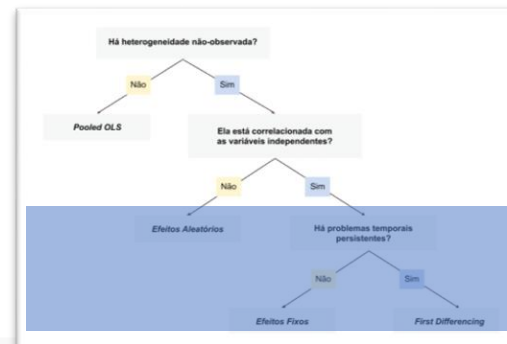 Há heterogeneidade não-observada?
Não
Sim
Pooled OLS
Ela está correlacionada com
as variáveis independentes?
Não
Sim
Efeitos Aleatórios
Há problemas temporais
persistentes?
Não
Sim
Efeitos Fixos
First Differencing